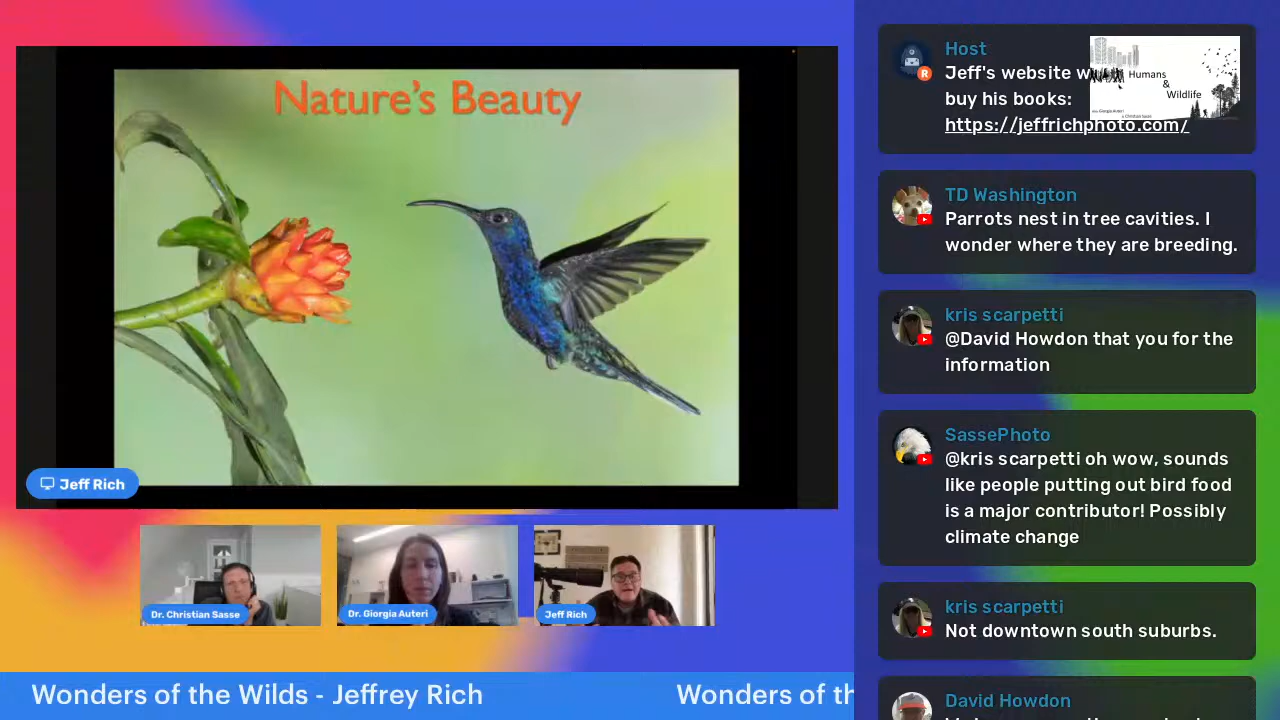 Nature's Beauty
Jeff Rich
Dr. Christian Sasse
Dr. Giorgia Auteri
Jeff Rich
Wonders of the Wilds - Jeffrey Rich
Wonders of th
Host
Jeff's website w
buy his books:
https://jeffrichphoto.com/
Humans
&
Wildlife
TD Washington
Parrots nest in tree cavities. I
wonder where they are breeding.
kris scarpetti
@David Howdon that you for the
information
SassePhoto
@kris scarpetti oh wow, sounds
like people putting out bird food
is a major contributor! Possibly
climate change
kris scarpetti
Not downtown south suburbs.
David Howdon